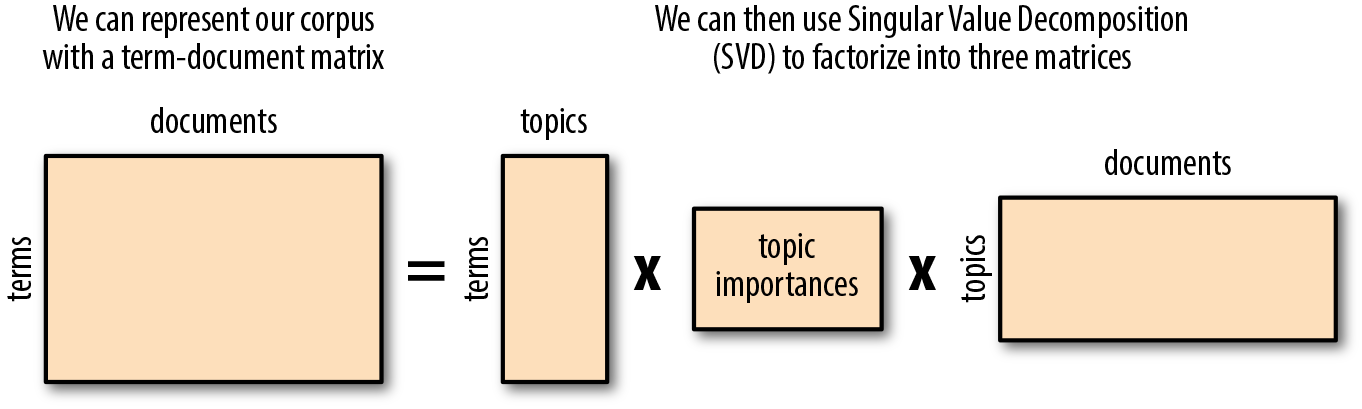 We can represent our corpus
with a term-document matrix
We can then use Singular Value Decomposition
(SVD) to factorize into three matrices
documents
terms
=
topics
terms
x
topic
importances
x
documents
topics